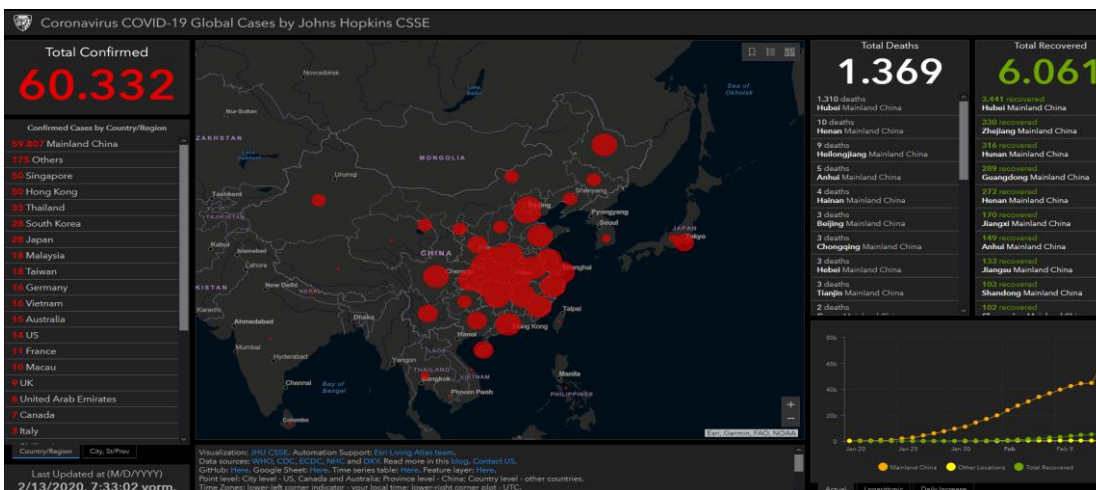 Coronavirus COVID-19 Global Cases by Johns Hopkins CSSE
Total Confirmed
60.332
Confirmed Cases by Country/Region
59.807 Mainland China
175 Others
50 Singapore
50 Hong Kong
33 Thailand
28 South Korea
28 Japan
18 Malaysia
18 Taiwan
16 Germany
16 Vietnam
15 Australia
14 US
11 France
10 Macau
9 UK
8 United Arab Emirates
7 Canada
3 Italy
Country/Region
City, St/Prov
Last Updated at (M/D/YYYY)
2/13/2020, 7:33:02 vorm.
Novosibirsk
Nur-Sultan
ZAKHSTAN
MONGOLIA
Sea of
Okhotsk
Urumqi
Tashkent
TAJIKISTAN
Kabul
Islamabad
Lahore
KISTAN
New Delhi
NEPAL
Karachi
Ahmedabad
Dhaka
Mumbai
Hyderabad
Chennai
Bay of
Bengal
Colombo
Yangon
CHINA
Shenyang
Beijing
Pyongyang
Seoul
JAPAN
Tokyo
Shanghai
Taipei
Hong Kong
Hanoi
LAOS
THAILAND
VIETNAM
Bangkok
Phnom Penh
Manila
PHILIPPINES
+
−
Esri, Garmin, FAO, NOAA
Visualization: JHU CSSE. Automation Support: Esri Living Atlas team.
Data sources: WHO, CDC, ECDC, NHC and DXY. Read more in this blog. Contact US.
GitHub: Here. Google Sheet: Here. Time series table: Here. Feature layer: Here.
Point level: City level - US, Canada and Australia; Province level - China; Country level - other countries.
Time Zones: lower-left corner indicator - your local time; lower-right corner plot - UTC.
Total Deaths
1.369
1.310 deaths
Hubei Mainland China
10 deaths
Henan Mainland China
9 deaths
Heilongjiang Mainland China
5 deaths
Anhui Mainland China
4 deaths
Hainan Mainland China
3 deaths
Beijing Mainland China
3 deaths
Chongqing Mainland China
3 deaths
Hebei Mainland China
3 deaths
Tianjin Mainland China
2 deaths
Total Recovered
6.061
3.441 recovered
Hubei Mainland China
330 recovered
Zhejiang Mainland China
316 recovered
Hunan Mainland China
289 recovered
Guangdong Mainland China
272 recovered
Henan Mainland China
170 recovered
Jiangxi Mainland China
149 recovered
Anhui Mainland China
133 recovered
Jiangsu Mainland China
103 recovered
Shandong Mainland China
102 recovered
80k
60k
40k
20k
0
Jan 20
Jan 25
Feb
Feb 9
Mainland China
Other Locations
Total Recovered
Actual
Logarithmic
Daily Increase